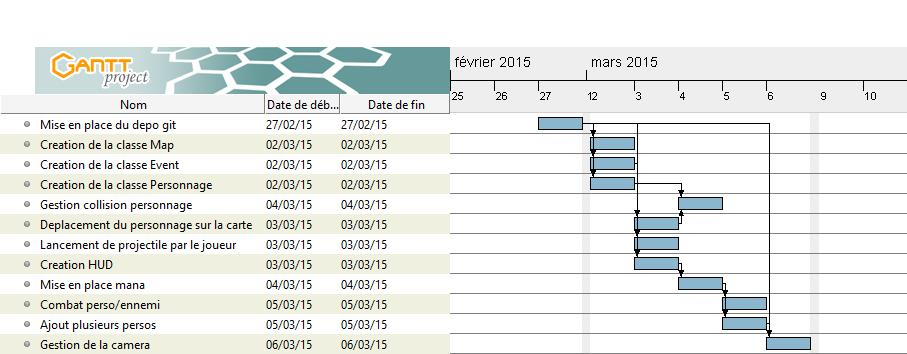 GANTT
project
février 2015
mars 2015
25 26 27 12 3 4 5 6 9 10
Nom Date de déb... Date de fin
Mise en place du depo git 27/02/15 27/02/15
Creation de la classe Map 02/03/15 02/03/15
Creation de la classe Event 02/03/15 02/03/15
Creation de la classe Personnage 02/03/15 02/03/15
Gestion collision personnage 04/03/15 04/03/15
Deplacement du personnage sur la carte 03/03/15 03/03/15
Lancement de projectile par le joueur 03/03/15 03/03/15
Creation HUD 03/03/15 03/03/15
Mise en place mana 04/03/15 04/03/15
Combat perso/ennemi 05/03/15 05/03/15
Ajout plusieurs persos 05/03/15 05/03/15
Gestion de la camera 06/03/15 06/03/15